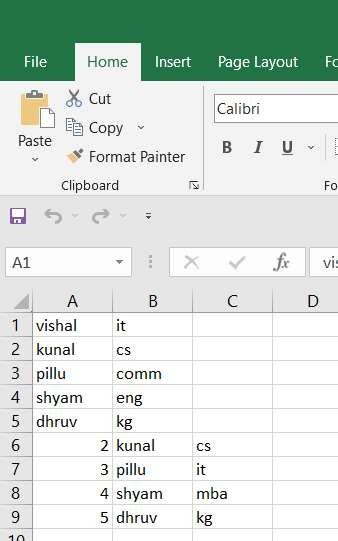 File Home Insert Page Layout Fo
Cut
Copy
Paste
Format Painter
Clipboard
Calibri
B I U
Fo
A1 fx vis
A B C D
1 vishal it
2 kunal cs
3 pillu comm
4 shyam eng
5 dhruv kg
6 2 kunal cs
7 3 pillu it
8 4 shyam mba
9 5 dhruv kg
10